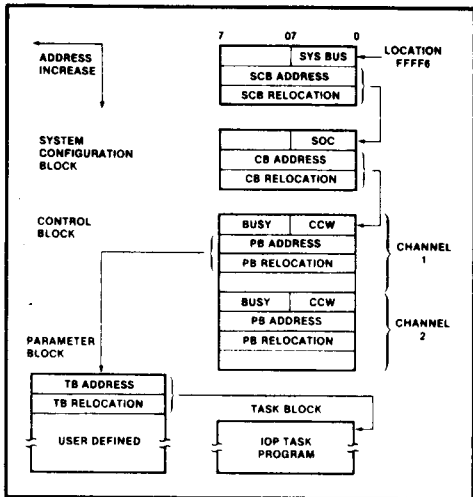 7 07 0
ADDRESS INCREASE
SYS BUS
LOCATION FFFF6
SCB ADDRESS
SCB RELOCATION
SYSTEM CONFIGURATION BLOCK
SOC
CB ADDRESS
CB RELOCATION
CONTROL BLOCK
BUSY CCW
PB ADDRESS
PB RELOCATION
CHANNEL 1
BUSY CCW
PB ADDRESS
PB RELOCATION
CHANNEL 2
PARAMETER BLOCK
TB ADDRESS
TB RELOCATION
USER DEFINED
TASK BLOCK
IOP TASK PROGRAM